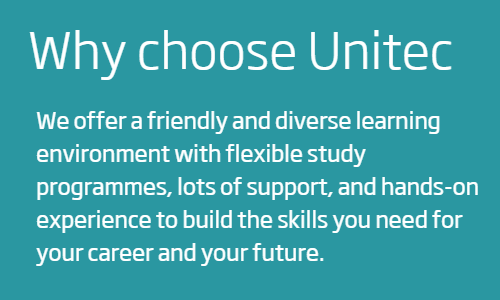 Why choose Unitec
We offer a friendly and diverse learning
environment with flexible study
programmes, lots of support, and hands-on
experience to build the skills you need for
your career and your future.